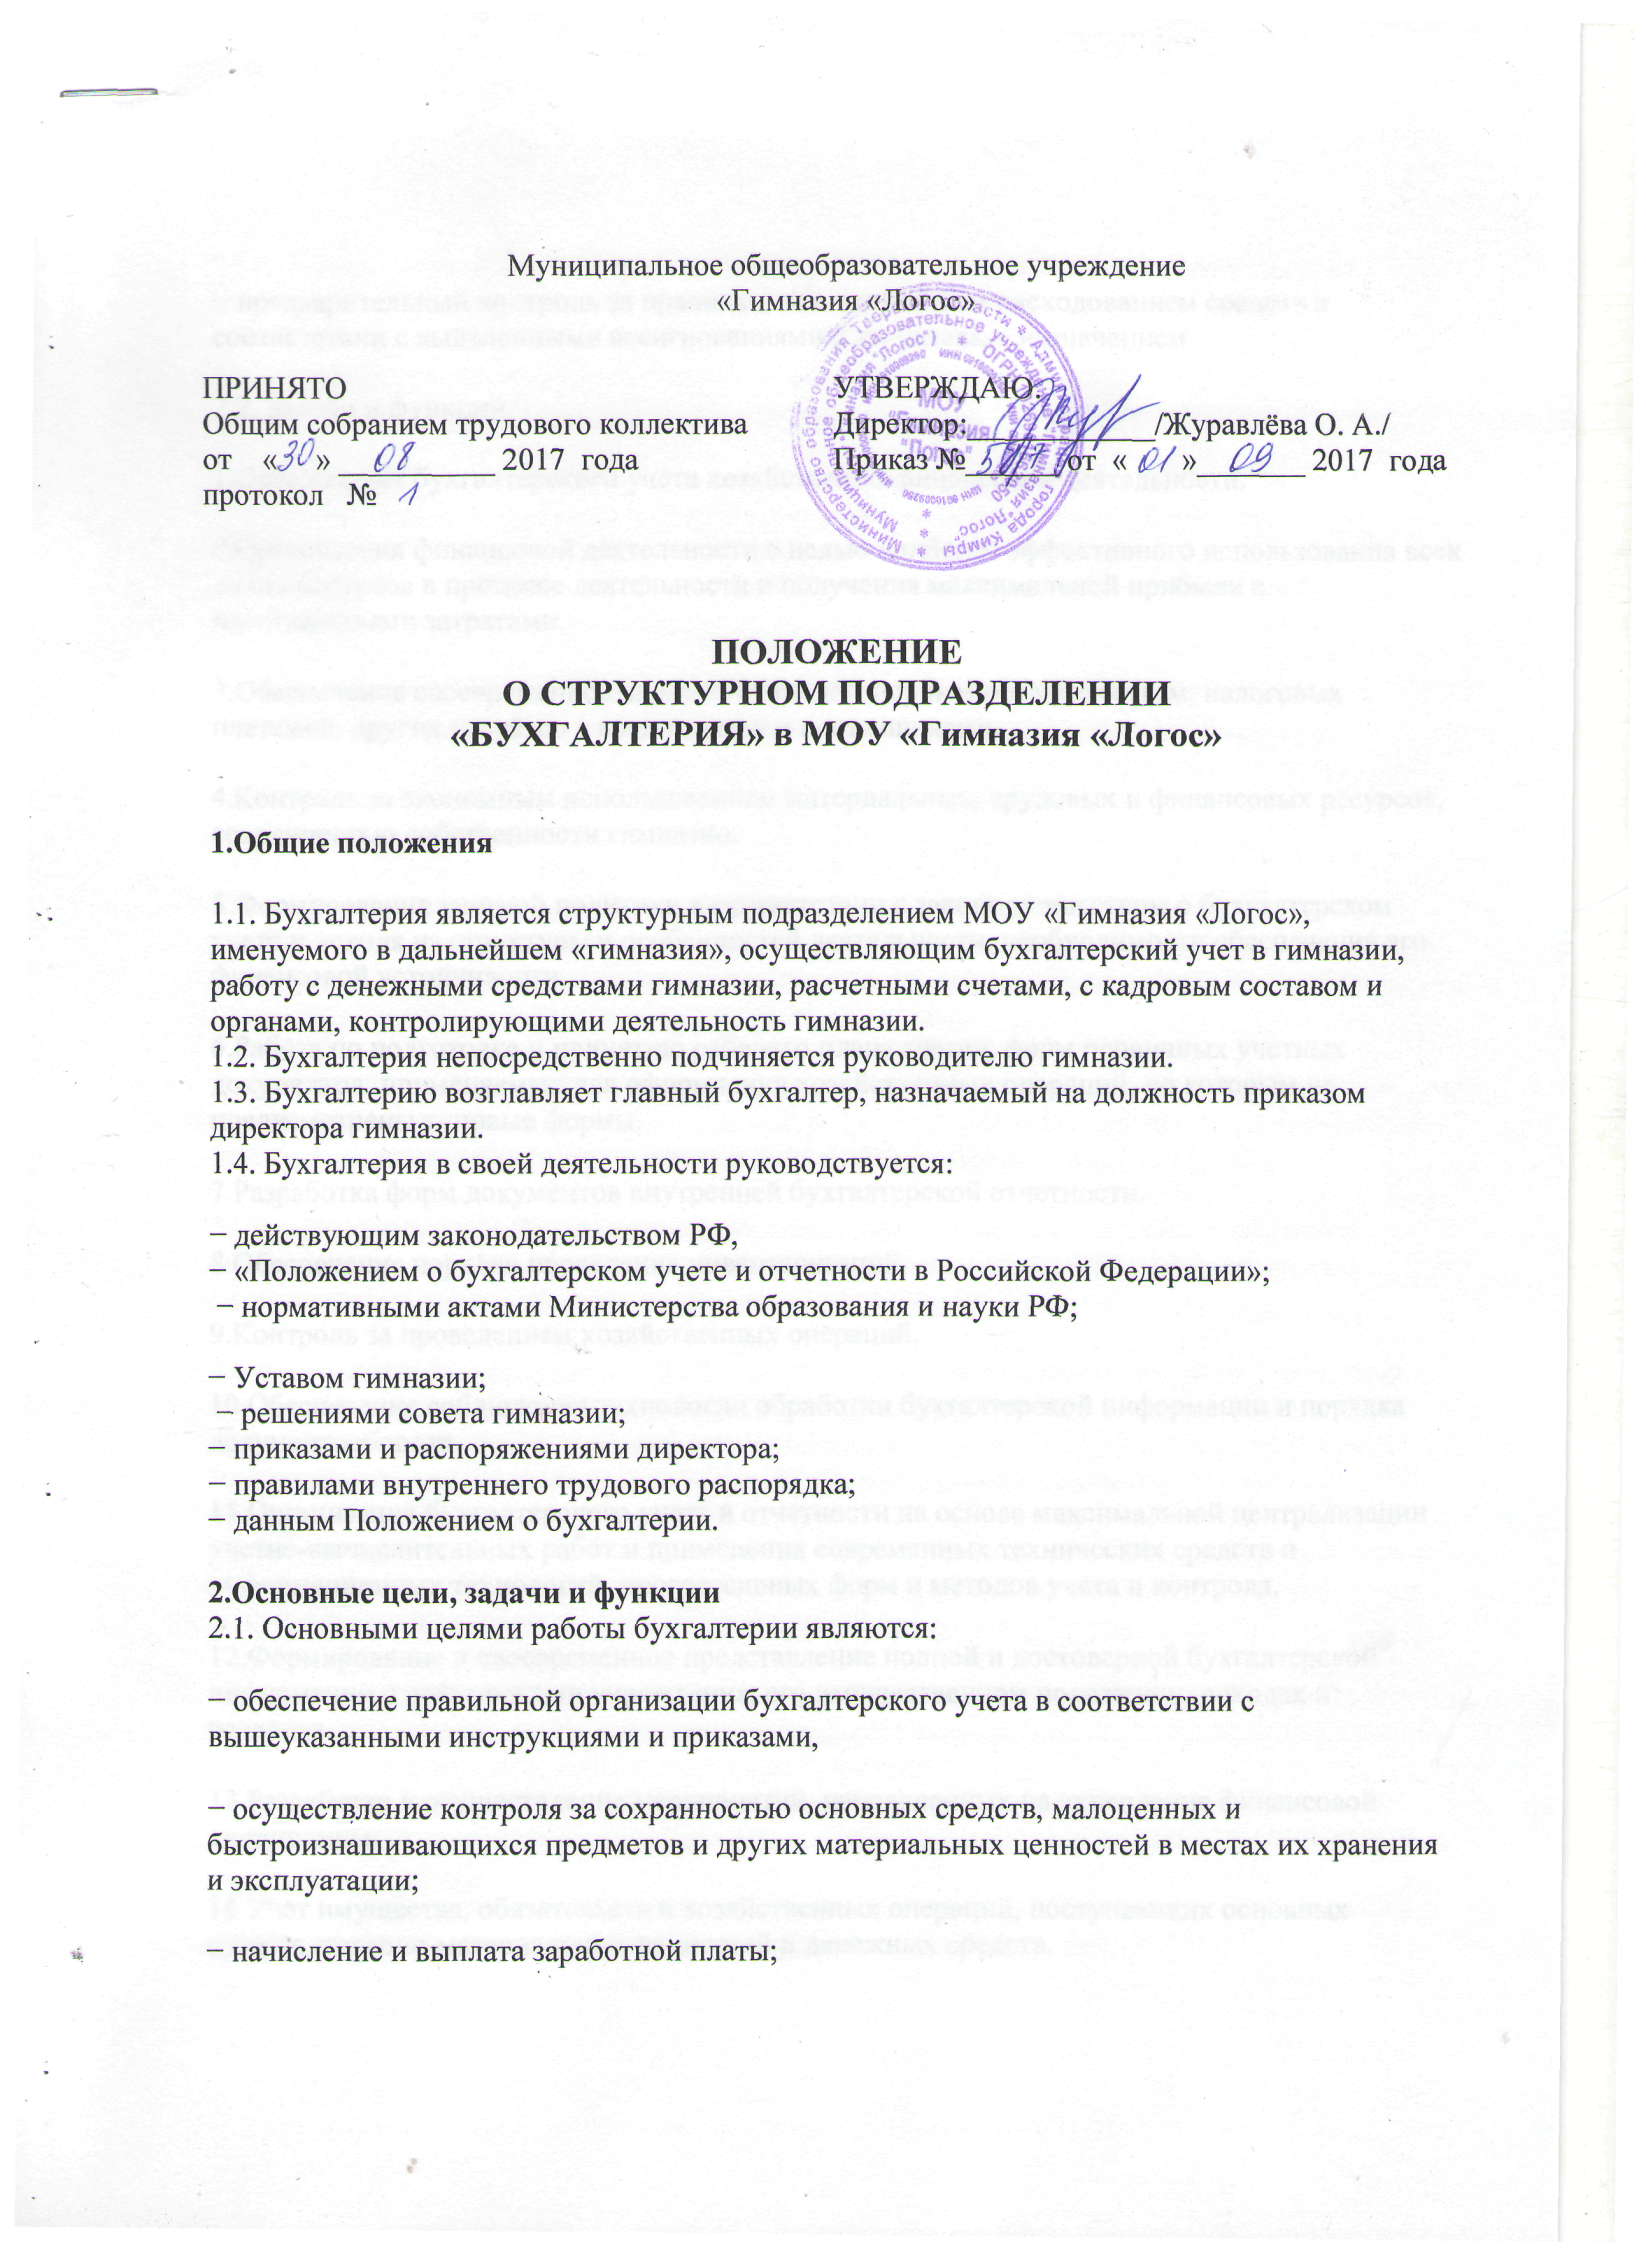 Муниципальное общеобразовательное учреждение
«Гимназия «Логос»
ПРИНЯТО
Общим собранием трудового коллектива
от «30» 08 2017 года
протокол № 1
УТВЕРЖДАЮ:
Директор: /Журавлёва О. А./
Приказ № от «01» 09 2017 года
МОУ
"Гимназия
"Логос"
ПОЛОЖЕНИЕ
О СТРУКТУРНОМ ПОДРАЗДЕЛЕНИИ
«БУХГАЛТЕРИЯ» в МОУ «Гимназия «Логос»
1.Общие положения
1.1. Бухгалтерия является структурным подразделением МОУ «Гимназия «Логос»,
именуемого в дальнейшем «гимназия», осуществляющим бухгалтерский учет в гимназии,
работу с денежными средствами гимназии, расчетными счетами, с кадровым составом и
органами, контролирующими деятельность гимназии.
1.2. Бухгалтерия непосредственно подчиняется руководителю гимназии.
1.3. Бухгалтерию возглавляет главный бухгалтер, назначаемый на должность приказом
директора гимназии.
1.4. Бухгалтерия в своей деятельности руководствуется:
− действующим законодательством РФ,
− «Положением о бухгалтерском учете и отчетности в Российской Федерации»;
− нормативными актами Министерства образования и науки РФ;
− Уставом гимназии;
− решениями совета гимназии;
− приказами и распоряжениями директора;
− правилами внутреннего трудового распорядка;
− данным Положением о бухгалтерии.
2.Основные цели, задачи и функции
2.1. Основными целями работы бухгалтерии являются:
− обеспечение правильной организации бухгалтерского учета в соответствии с
вышеуказанными инструкциями и приказами,
− осуществление контроля за сохранностью основных средств, малоценных и
быстроизнашивающихся предметов и других материальных ценностей в местах их хранения
и эксплуатации;
− начисление и выплата заработной платы;